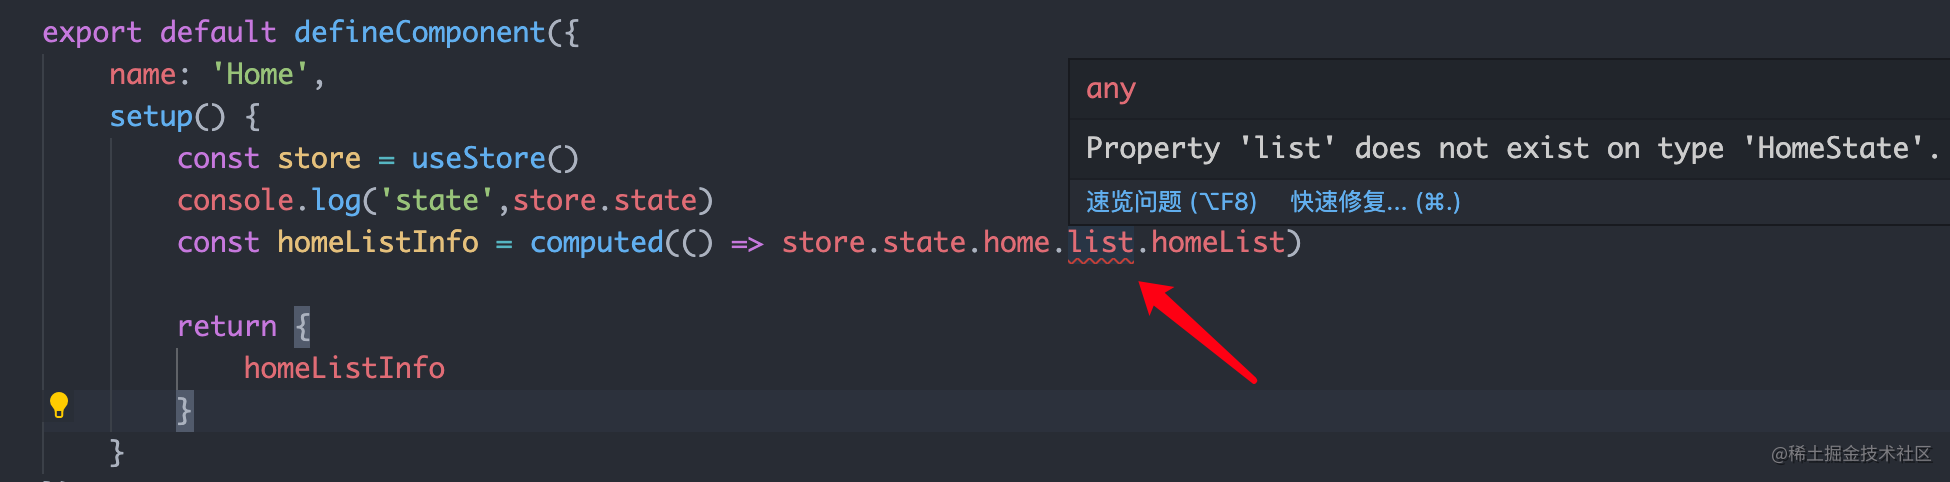 export default defineComponent({
name: 'Home',
any
setup() {
Property 'list' does not exist on type 'HomeState'.
const store = useStore()
console.log('state',store.state)
速览问题 (⌥F8) 快速修复... (⌘.)
const homeListInfo = computed(() => store.state.home.list.homeList)
return {
homeListInfo
}
}
@稀土掘金技术社区